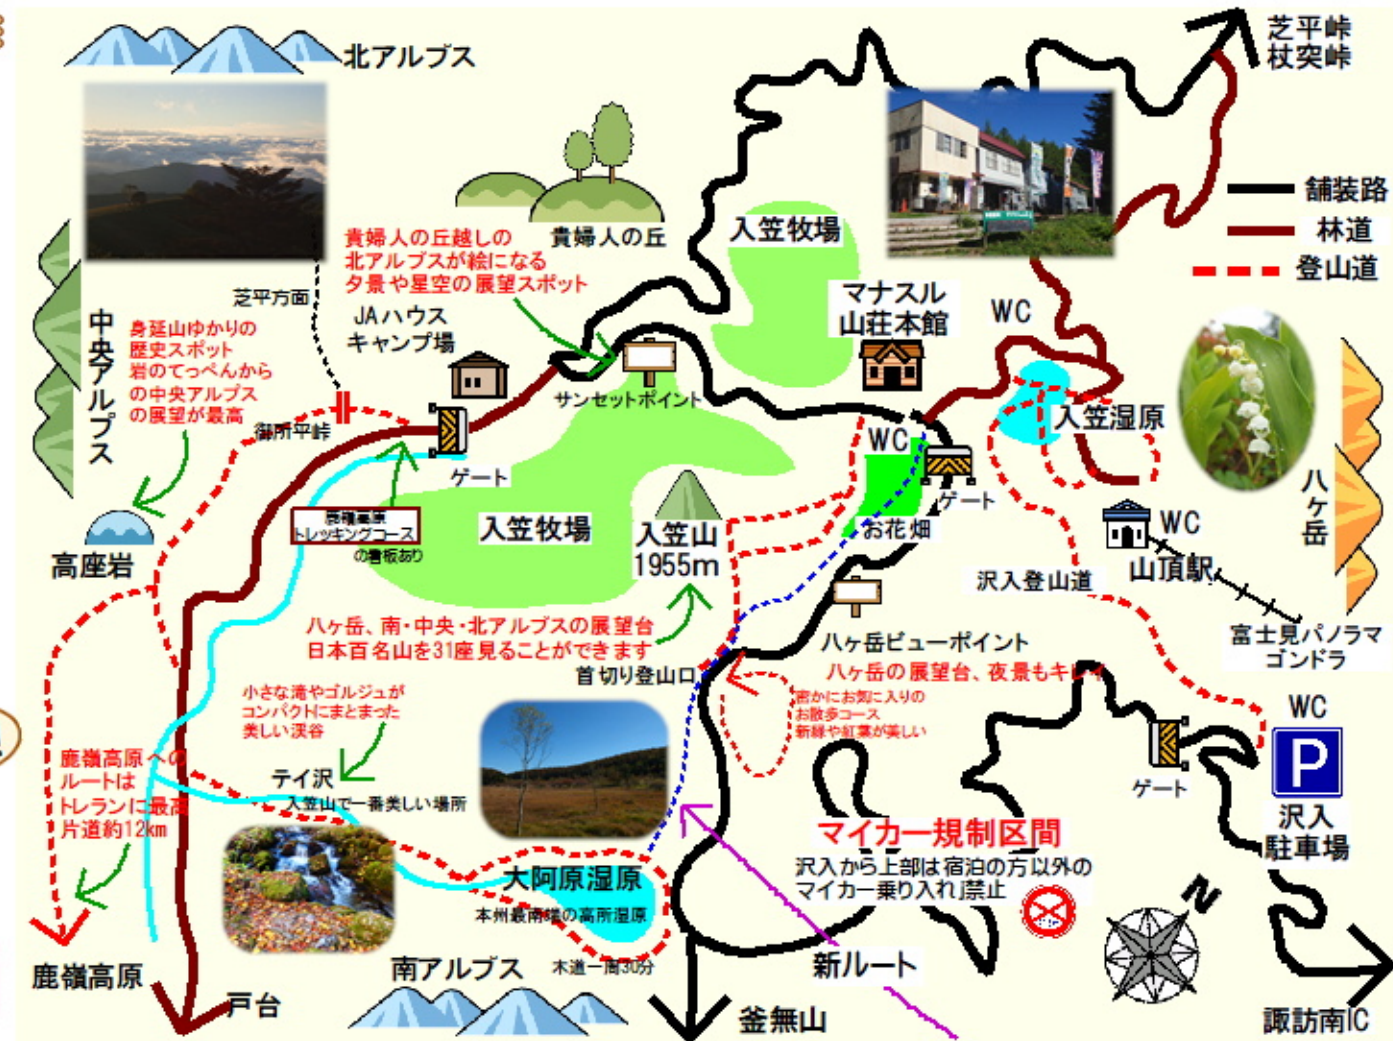 北アルプス
芝平峠
杖突峠
舗装路
林道
登山道
貴婦人の丘
入笠牧場
貴婦人の丘越しの
北アルプスが絵になる
夕景や星空の展望スポット
芝平方面
JAハウス
キャンプ場
マナスル
山荘本館
WC
中央アルプス
身延山ゆかりの
歴史スポット
岩のてっぺんから
の中央アルプス
の展望が最高
サンセットポイント
御所平峠
WC
入笠湿原
八ヶ岳
ゲート
ゲート
鹿嶺高原
トレッキングコース
の看板あり
入笠牧場
入笠山
1955m
お花畑
WC
山頂駅
高座岩
沢入登山道
八ヶ岳、南・中央・北アルプスの展望台
日本百名山を31座見ることができます
首切り登山口
八ヶ岳ビューポイント
八ヶ岳の展望台、夜景もキレイ
富士見パノラマ
ゴンドラ
小さな滝やゴルジュが
コンパクトにまとまった
美しい渓谷
密かにお気に入りの
お散歩コース
新緑や紅葉が美しい
WC
P
沢入
駐車場
ゲート
鹿嶺高原への
ルートは
トレランに最高
片道約12km
テイ沢
入笠山で一番美しい場所
マイカー規制区間
沢入から上部は宿泊の方以外の
マイカー乗り入れ禁止
大阿原湿原
本州最南端の高所湿原
木道一周30分
N
新ルート
鹿嶺高原
戸台
南アルプス
釜無山
諏訪南IC